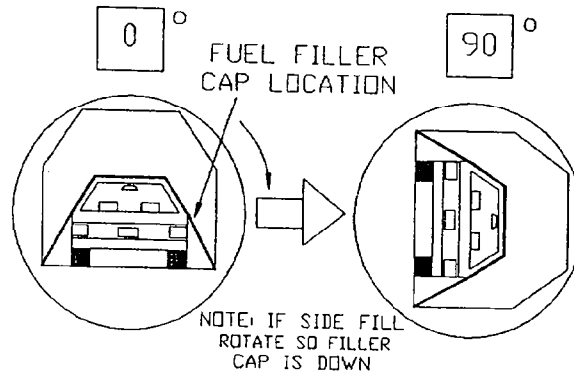 0 °
90 °
FUEL FILLER
CAP LOCATION
NOTE: IF SIDE FILL
ROTATE SO FILLER
CAP IS DOWN